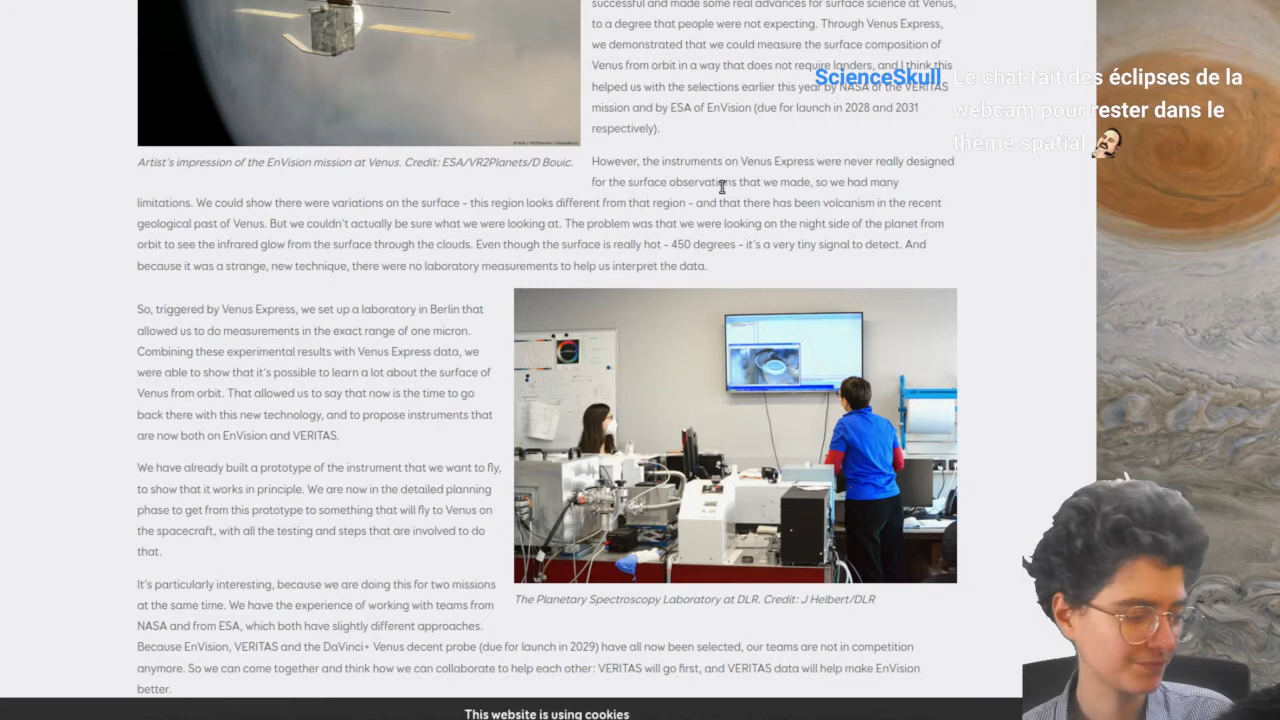 successful and made some real advances for surface science at Venus,
to a degree that people were not expecting. Through Venus Express,
we demonstrated that we could measure the surface composition of
Venus from orbit in a way that does not require landers, and I think this
helped us with the selections earlier this year by NASA of the VERITAS
mission and by ESA of EnVision (due for launch in 2028 and 2031
respectively).
ScienceSkull Le chat fait des éclipses de la
webcam pour rester dans le
thème spatial
© ESA / VR2Planets / DamiaBouic
Artist's impression of the EnVision mission at Venus. Credit: ESA/VR2Planets/D Bouic.
However, the instruments on Venus Express were never really designed
for the surface observations that we made, so we had many
limitations. We could show there were variations on the surface - this region looks different from that region - and that there has been volcanism in the recent
geological past of Venus. But we couldn't actually be sure what we were looking at. The problem was that we were looking on the night side of the planet from
orbit to see the infrared glow from the surface through the clouds. Even though the surface is really hot - 450 degrees - it's a very tiny signal to detect. And
because it was a strange, new technique, there were no laboratory measurements to help us interpret the data.
So, triggered by Venus Express, we set up a laboratory in Berlin that
allowed us to do measurements in the exact range of one micron.
Combining these experimental results with Venus Express data, we
were able to show that it's possible to learn a lot about the surface of
Venus from orbit. That allowed us to say that now is the time to go
back there with this new technology, and to propose instruments that
are now both on EnVision and VERITAS.
We have already built a prototype of the instrument that we want to fly,
to show that it works in principle. We are now in the detailed planning
phase to get from this prototype to something that will fly to Venus on
the spacecraft, with all the testing and steps that are involved to do
that.
It's particularly interesting, because we are doing this for two missions
at the same time. We have the experience of working with teams from
NASA and from ESA, which both have slightly different approaches.
The Planetary Spectroscopy Laboratory at DLR. Credit: J Helbert/DLR
Because EnVision, VERITAS and the DaVinci+ Venus decent probe (due for launch in 2029) have all now been selected, our teams are not in competition
anymore. So we can come together and think how we can collaborate to help each other: VERITAS will go first, and VERITAS data will help make EnVision
better.
This website is using cookies